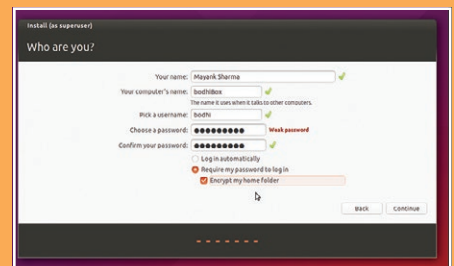 Install (as superuser)
Who are you?
Your name: Mayank Sharma
Your computer's name: bodhiBox
The name it uses when it talks to other computers.
Pick a username: bodhi
Choose a password: ●●●●●●●●● Weak password
Confirm your password: ●●●●●●●●●
Log in automatically
Require my password to log in
Encrypt my home folder
Back Continue